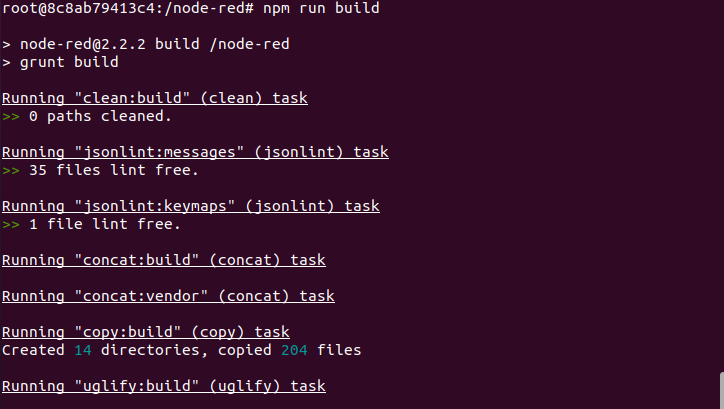 root@8c8ab79413c4:/node-red# npm run build
> node-red@2.2.2 build /node-red
> grunt build
Running "clean:build" (clean) task
>> 0 paths cleaned.
Running "jsonlint:messages" (jsonlint) task
>> 35 files lint free.
Running "jsonlint:keymaps" (jsonlint) task
>> 1 file lint free.
Running "concat:build" (concat) task
Running "concat:vendor" (concat) task
Running "copy:build" (copy) task
Created 14 directories, copied 204 files
Running "uglify:build" (uglify) task